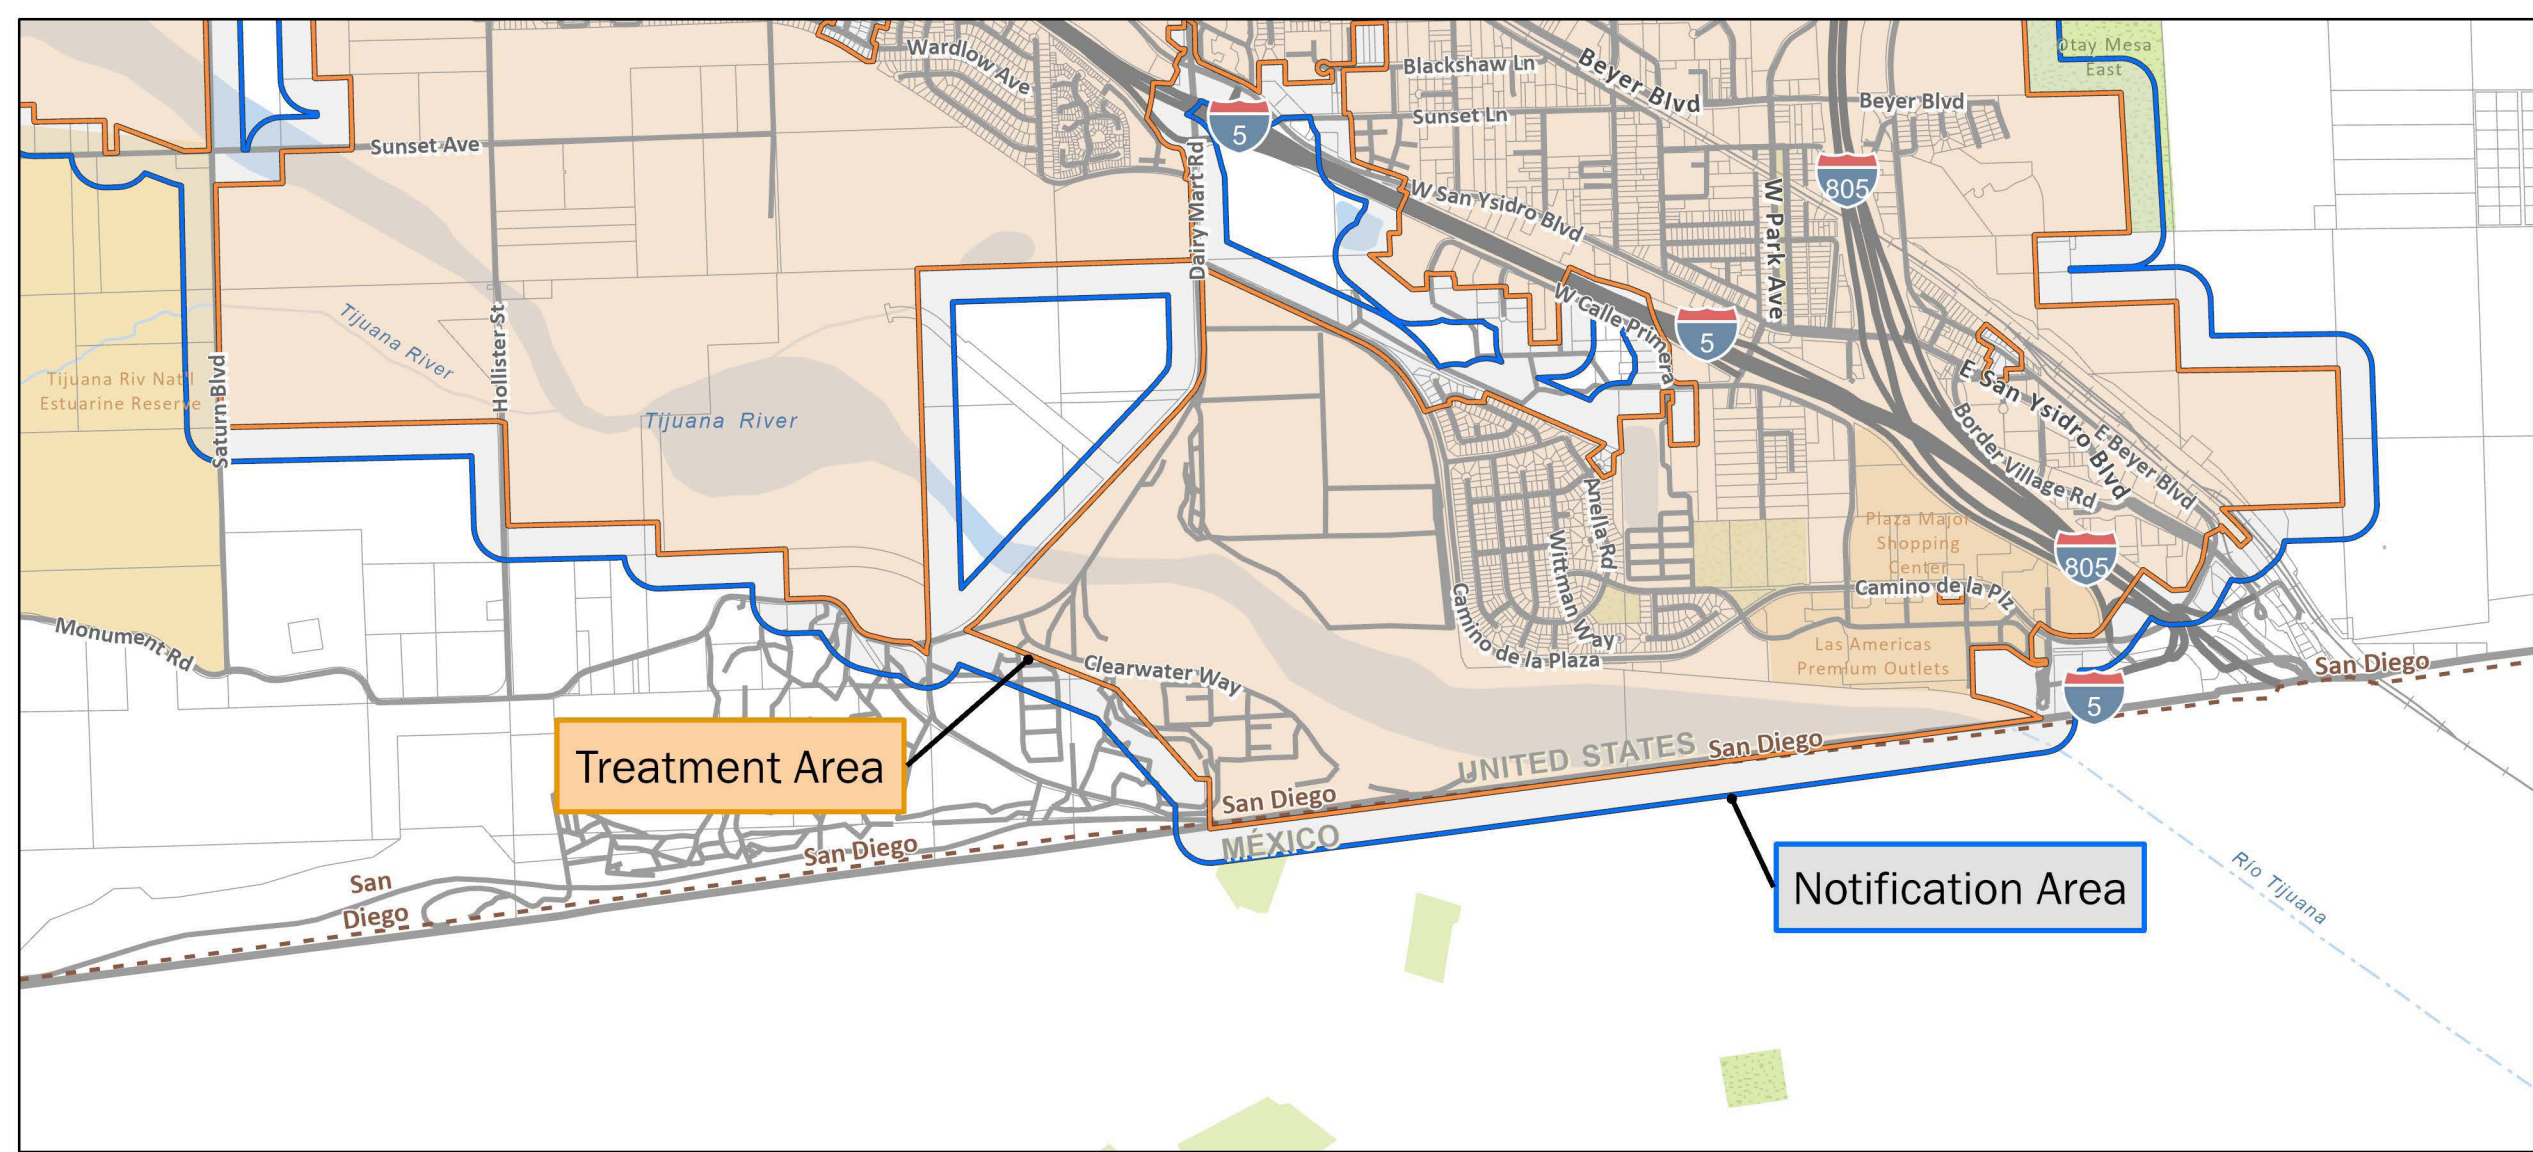 Wardlow Ave
Blackshaw Ln
Beyer Blvd
Otay Mesa
East
Sunset Ln
Beyer Blvd
5
Sunset Ave
Dairy Mart Rd
W San Ysidro Blvd
W Park Ave
805
Tijuana River
Hollister St
W Calle Primera
5
Tijuana Riv Nat'l
Estuarine Reserve
Saturn Blvd
Tijuana River
E San Ysidro Blvd
E Beyer Blvd
Border Village Rd
Anella Rd
Wittman Way
Plaza Major
Shopping
Center
805
Camino de la Plz
Camino de la Plaza
Las Americas
Premium Outlets
Monument Rd
Clearwater Way
San Diego
5
Treatment Area
UNITED STATES
San Diego
San Diego
MÉXICO
San Diego
San
Diego
Notification Area
Río Tijuana